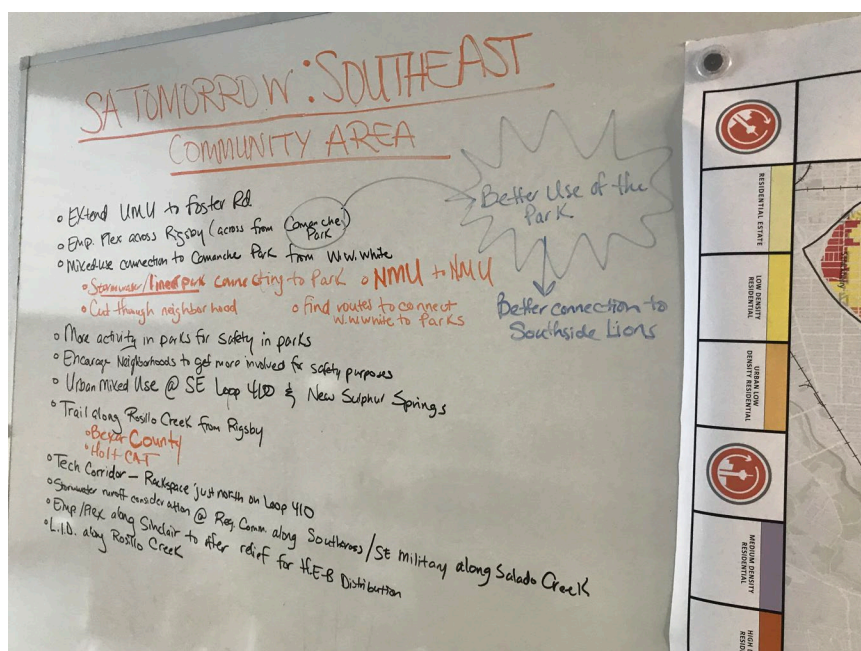 SA TOMORROW: SOUTHEAST
COMMUNITY AREA
• Extend UMU to Foster Rd
• Emp. Flex across Rigsby (across from Comanche Park)
• Mixed-use connection to Comanche Park from W.W. White
• Stormwater/linear park connecting to Park • NMU to NMU
• Cut through neighborhood
• find routes to connect
W.W. White to Parks
• More activity in parks for safety in parks
• Encorage Neighborhoods to get more involved for safety purposes
• Urban Mixed Use @ SE Loop 410 & New Sulphur Springs
• Trail along Rosillo Creek from Rigsby
• Bexar County
• Holt CAT
• Tech Corridor – Rackspace just north on Loop 410
• Stormwater runoff consideration @ Reg. Comm along Southcross/SE Military along Salado Creek
• Emp/Flex along Sinclair to offer relief for H.E.B Distribution
• L.I.D. along Rosillo Creek
Better Use of the
Park
Better connection to
Southside Lions
RESIDENTIAL ESTATE
LOW DENSITY
RESIDENTIAL
URBAN LOW
DENSITY RESIDENTIAL
MEDIUM DENSITY
RESIDENTIAL